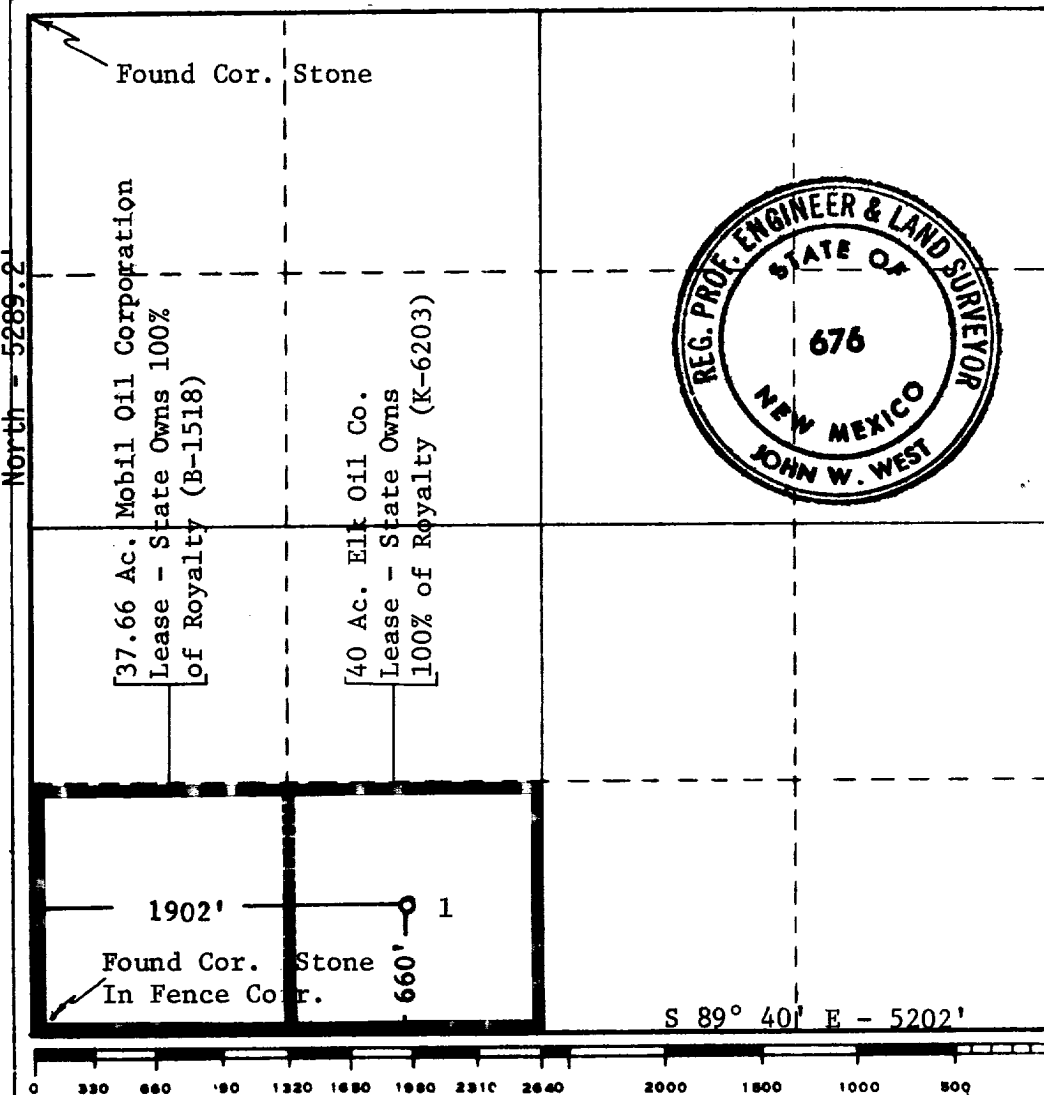 Found Cor. Stone
North - 5289.2'
37.66 Ac. Mobil Oil Corporation
Lease - State Owns 100%
of Royalty (B-1518)
40 Ac. Elk Oil Co.
Lease - State Owns
100% of Royalty (K-6203)
REG. PROF. ENGINEER & LAND SURVEYOR
STATE OF
676
NEW MEXICO
JOHN W. WEST
1902'
1
660'
Found Cor. Stone
In Fence Corr.
S 89° 40' E - 5202'
0 330 660 1320 1650 1980 2310 2640 2000 1500 1000 500